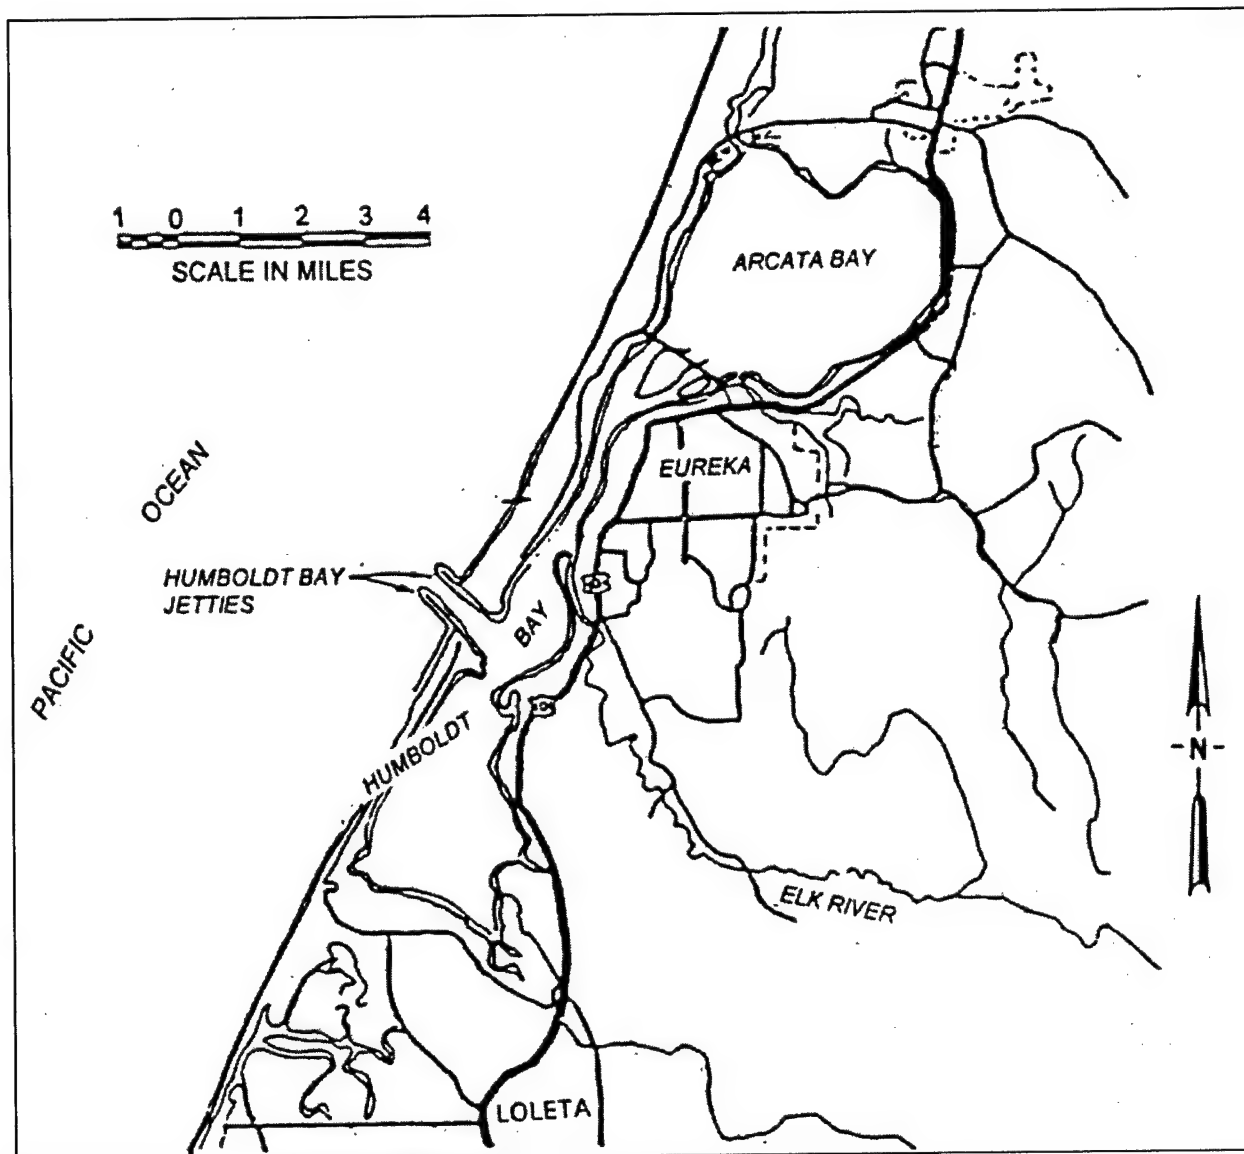 1 0 1 2 3 4
SCALE IN MILES
ARCATA BAY
EUREKA
OCEAN
HUMBOLDT BAY
JETTIES
BAY
PACIFIC
HUMBOLDT
-N-
ELK RIVER
LOLETA